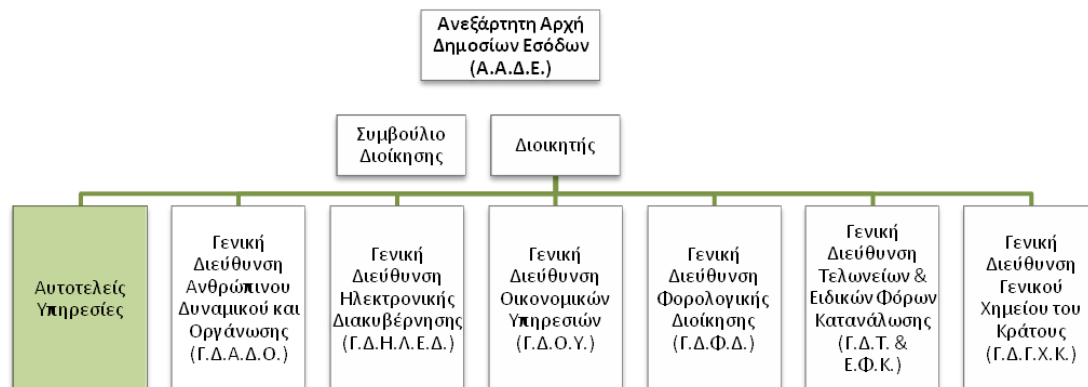 Ανεξάρτητη Αρχή
Δημοσίων Εσόδων
(Α.Α.Δ.Ε.)
Συμβούλιο
Διοίκησης
Διοικητής
Αυτοτελείς
Υπηρεσίες
Γενική
Διεύθυνση
Ανθρώπινου
Δυναμικού και
Οργάνωσης
(Γ.Δ.Α.Δ.Ο.)
Γενική
Διεύθυνση
Ηλεκτρονικής
Διακυβέρνησης
(Γ.Δ.Η.Λ.Ε.Δ.)
Γενική
Διεύθυνση
Οικονομικών
Υπηρεσιών
(Γ.Δ.Ο.Υ.)
Γενική
Διεύθυνση
Φορολογικής
Διοίκησης
(Γ.Δ.Φ.Δ.)
Γενική
Διεύθυνση
Τελωνείων &
Ειδικών Φόρων
Κατανάλωσης
(Γ.Δ.Τ. &
Ε.Φ.Κ.)
Γενική
Διεύθυνση
Γενικού
Χημείου του
Κράτους
(Γ.Δ.Γ.Χ.Κ.)